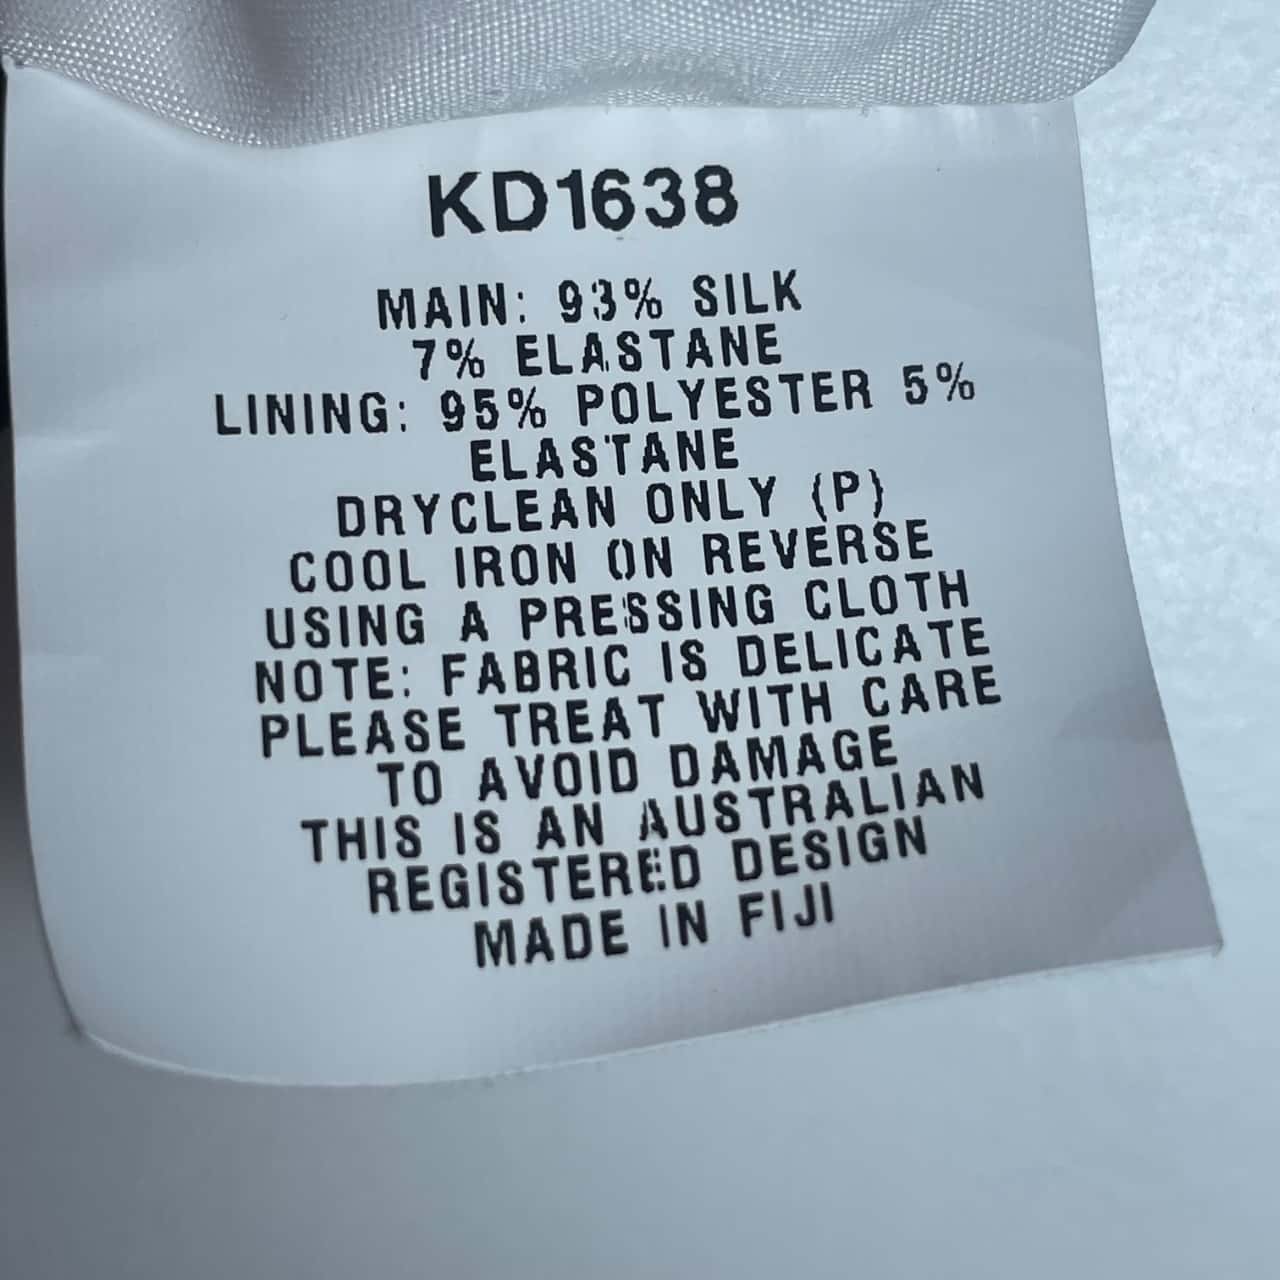 KD1638
MAIN: 93% SILK
7% ELASTANE
LINING: 95% POLYESTER 5%
ELASTANE
DRYCLEAN ONLY (P)
COOL IRON ON REVERSE
USING A PRESSING CLOTH
NOTE: FABRIC IS DELICATE
PLEASE TREAT WITH CARE
TO AVOID DAMAGE
THIS IS AN AUSTRALIAN
REGISTERED DESIGN
MADE IN FIJI